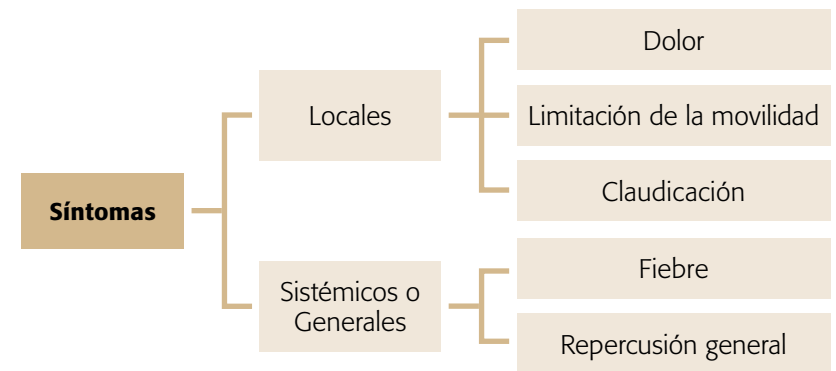 Síntomas
Locales
Dolor
Limitación de la movilidad
Claudicación
Sistémicos o
Generales
Fiebre
Repercusión general